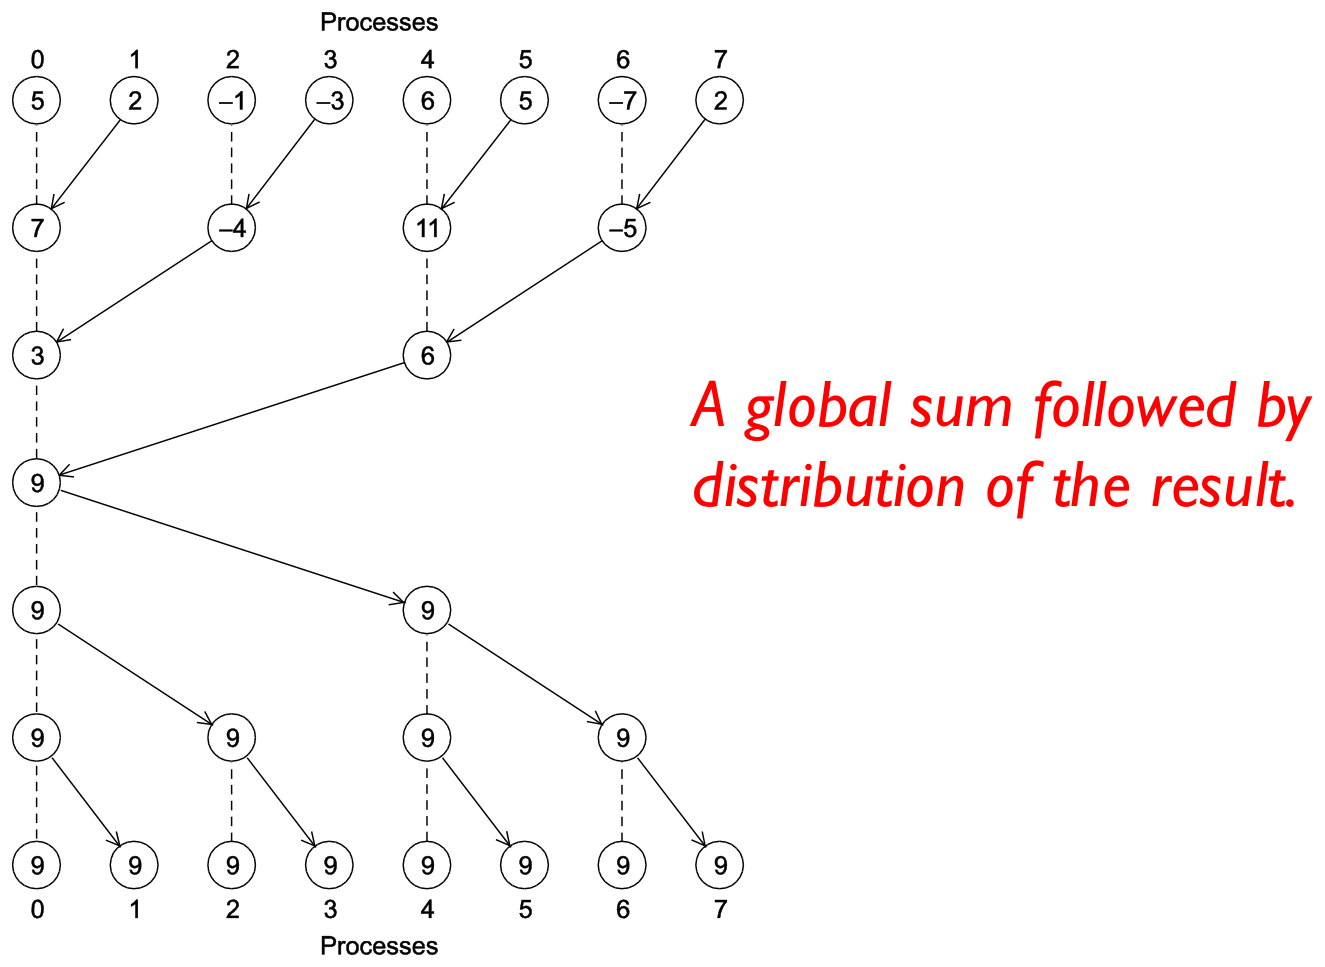 Processes
0 1 2 3 4 5 6 7
5 2 –1 –3 6 5 –7 2
7 –4 11 –5
3 6
A global sum followed by
distribution of the result.
9
9 9
9 9 9 9
9 9 9 9 9 9 9 9
0 1 2 3 4 5 6 7
Processes